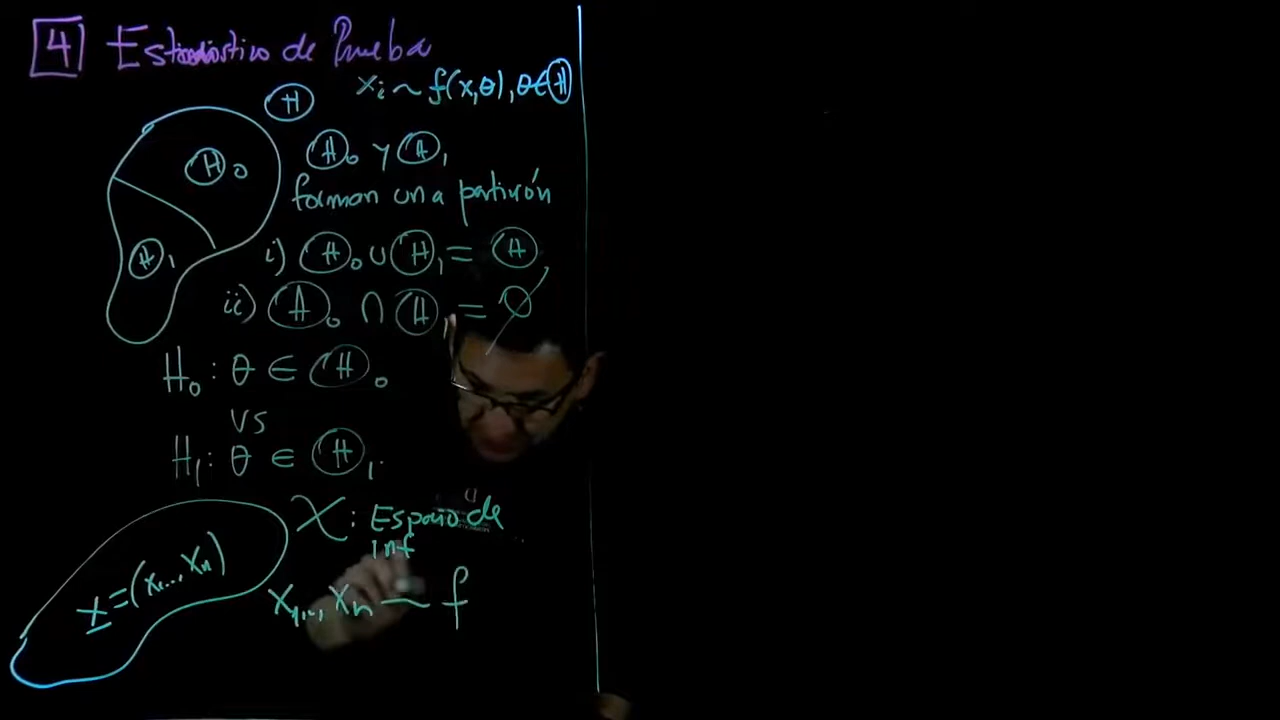 4 Estadístico de Prueba
Xi ~ f(x,θ), θ∈Θ
Θ
Θ0
Θ1
Θ0 y Θ1
forman una partición
i) Θ0 ∪ Θ1 = Θ
ii) Θ0 ∩ Θ1 = ∅
H0: θ ∈ Θ0
vs
H1: θ ∈ Θ1.
X: Espacio de
inf
x=(x1...,xn)
X1,..,Xn ~ f